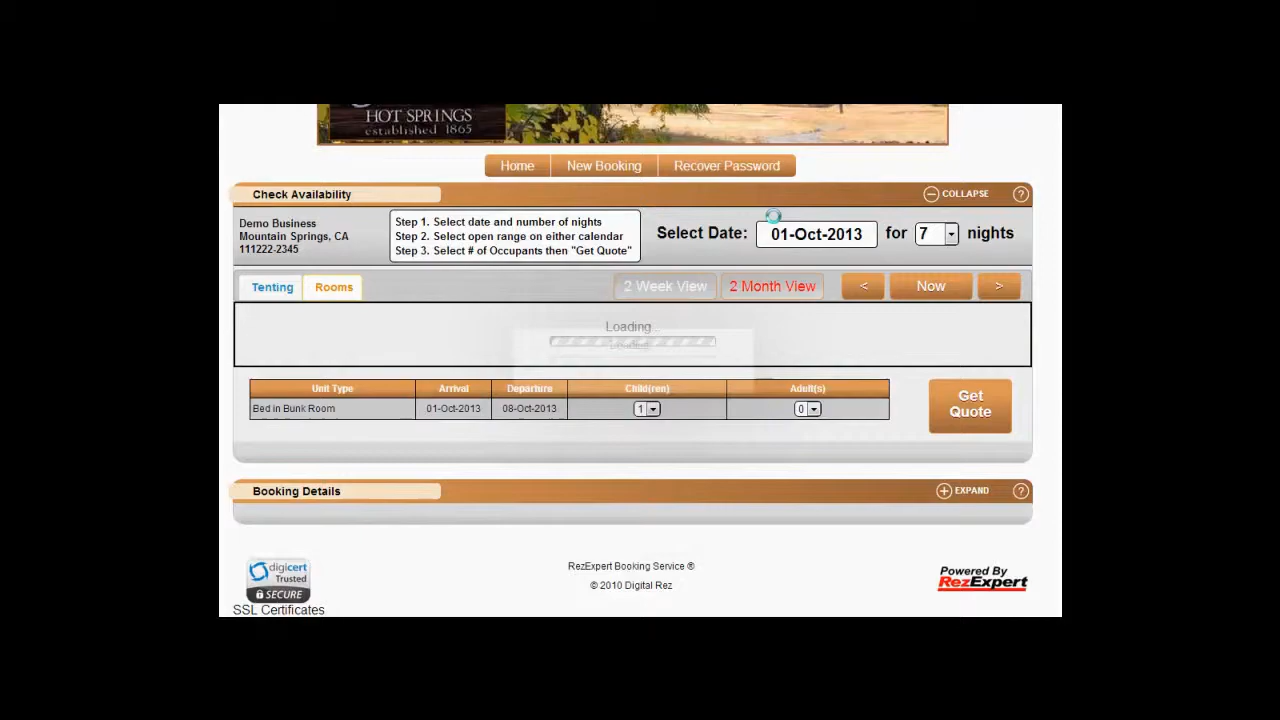 HOT SPRINGS
established 1865
Home New Booking Recover Password
Check Availability
COLLAPSE ?
Demo Business
Mountain Springs, CA
111222-2345
Step 1. Select date and number of nights
Step 2. Select open range on either calendar
Step 3. Select # of Occupants then "Get Quote"
Select Date: 01-Oct-2013 for 7 nights
Tenting Rooms 2 Week View 2 Month View < Now >
Loading...
Unit Type Arrival Departure Child(ren) Adult(s)
Bed in Bunk Room 01-Oct-2013 08-Oct-2013 1 0
Get
Quote
Booking Details
EXPAND ?
digicert
Trusted
SECURE
SSL Certificates
RezExpert Booking Service ®
© 2010 Digital Rez
Powered By
RezExpert